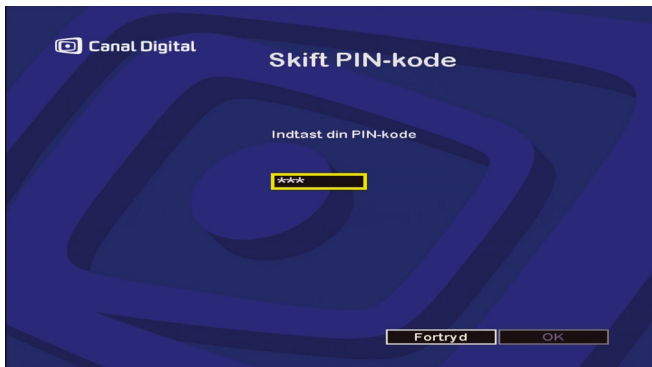 Canal Digital
Skift PIN-kode
Indtast din PIN-kode
***
Fortryd
OK